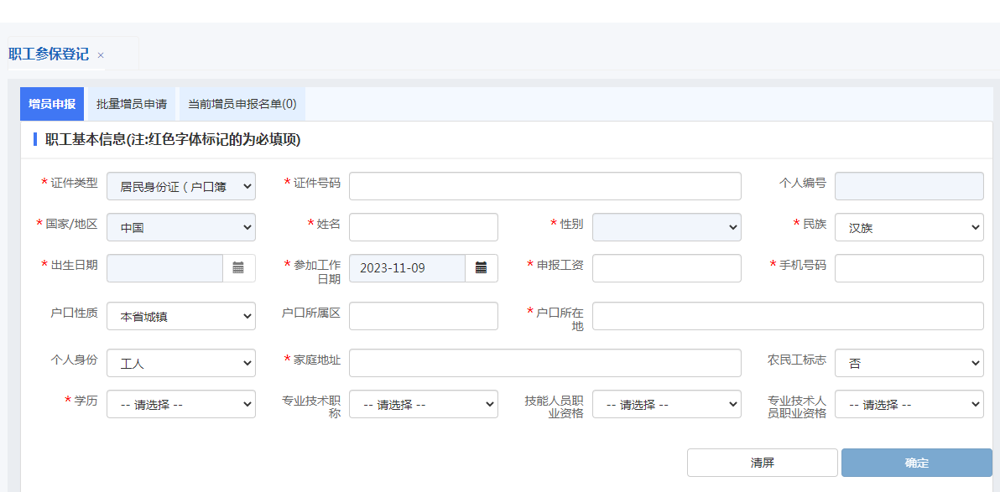 职工参保登记 ×
增员申报 批量增员申请 当前增员申报名单(0)
职工基本信息(注:红色字体标记的为必填项)
* 证件类型 居民身份证（户口簿 * 证件号码 个人编号
* 国家/地区 中国 * 姓名 * 性别 * 民族 汉族
* 出生日期 * 参加工作 2023-11-09 * 申报工资 * 手机号码
日期
户口性质 本省城镇 户口所属区 * 户口所在
地
个人身份 工人 * 家庭地址 农民工标志 否
* 学历 -- 请选择 -- 专业技术职 -- 请选择 -- 技能人员职 -- 请选择 -- 专业技术人 -- 请选择 --
称 业资格 员职业资格
清屏 确定